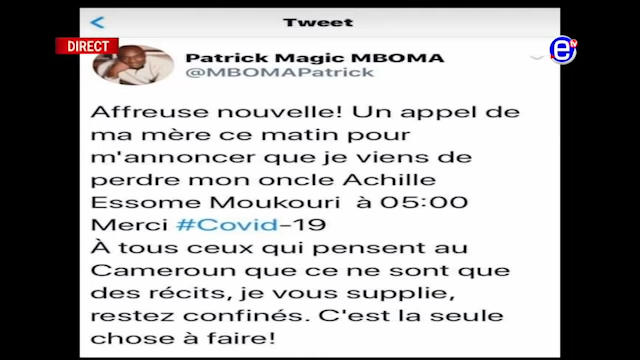 Tweet
DIRECT
Patrick Magic MBOMA
@MBOMAPatrick
Affreuse nouvelle! Un appel de
ma mère ce matin pour
m'annoncer que je viens de
perdre mon oncle Achille
Essome Moukouri à 05:00
Merci #Covid-19
À tous ceux qui pensent au
Cameroun que ce ne sont que
des récits, je vous supplie,
restez confinés. C'est la seule
chose à faire!